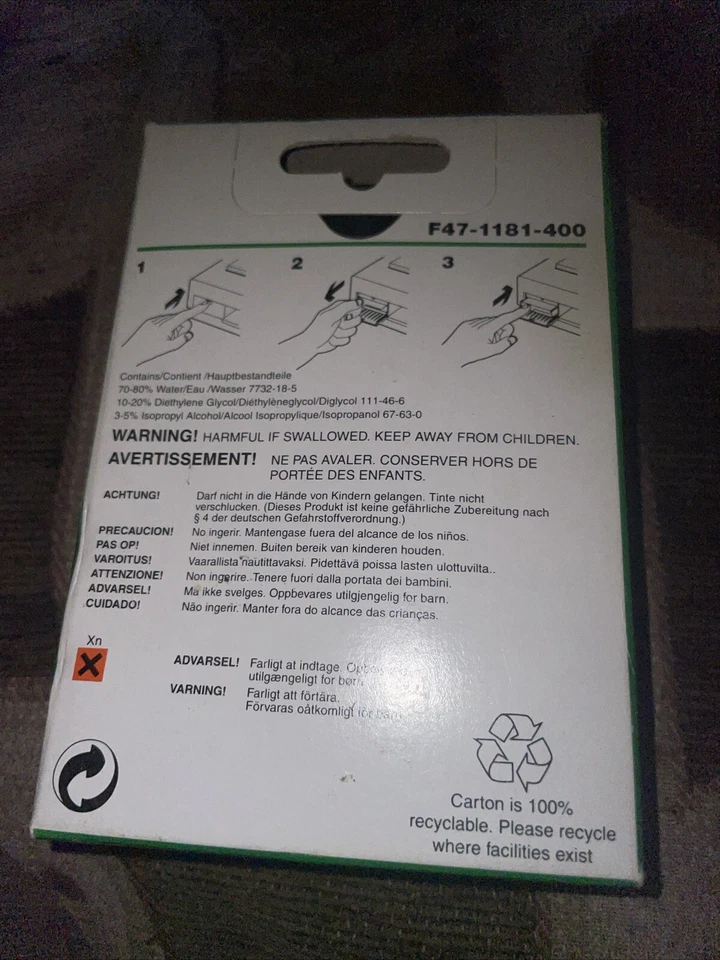 F47-1181-400
1 2 3
Contains/Contient /Hauptbestandteile
70-80% Water/Eau /Wasser 7732-18-5
10-20% Diethylene Glycol/Diéthylèneglycol/Diglycol 111-46-6
3-5% Isopropyl Alcohol/Alcool Isopropylique/Isopropanol 67-63-0
WARNING! HARMFUL IF SWALLOWED. KEEP AWAY FROM CHILDREN.
AVERTISSEMENT! NE PAS AVALER. CONSERVER HORS DE
PORTÉE DES ENFANTS.
ACHTUNG! Darf nicht in die Hände von Kindern gelangen. Tinte nicht
verschlucken. (Dieses Produkt ist keine gefährliche Zubereitung nach
§ 4 der deutschen Gefahrstoffverordnung.)
PRECAUCION! No ingerir. Mantengase fuera del alcance de los niños.
PAS OP! Niet innemen. Buiten bereik van kinderen houden.
VAROITUS! Vaarallista nautittavaksi. Pidettävä poissa lasten ulottuvilta..
ATTENZIONE! Non ingerire. Tenere fuori dalla portata dei bambini.
ADVARSEL! Må ikke svelges. Oppbevares utilgjengelig for barn.
CUIDADO! Não ingerir. Manter fora do alcance das crianças.
Xn
ADVARSEL! Farligt at indtage.
utilgængeligt for børn
VARNING! Farligt att förtära.
Förvaras oåtkomligt för barn
Carton is 100%
recyclable. Please recycle
where facilities exist